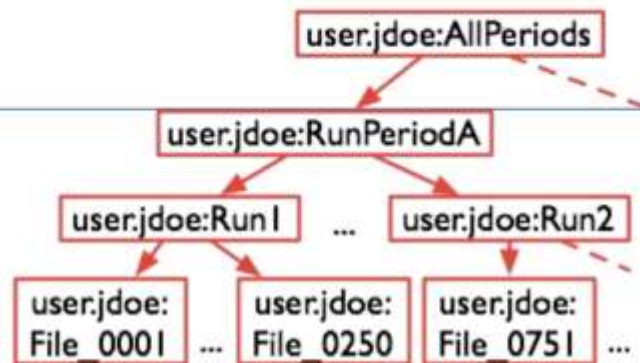 user.jdoe:AllPeriods
user.jdoe:RunPeriodA
user.jdoe:Run1 ... user.jdoe:Run2
user.jdoe: user.jdoe: user.jdoe:
File_0001 ... File_0250 File_0751 ...